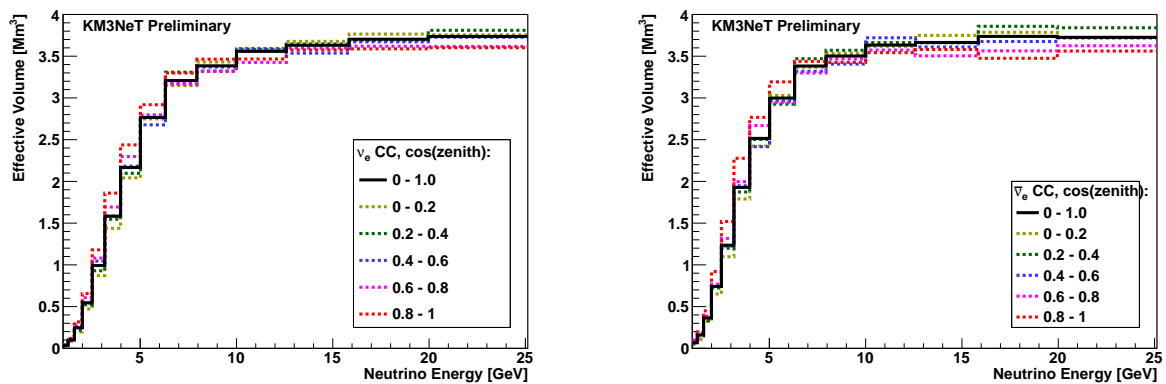 KM3NeT Preliminary
Effective Volume [Mm³]
4
3.5
3
2.5
2
1.5
1
0.5
0
νe CC, cos(zenith):
0 - 1.0
0 - 0.2
0.2 - 0.4
0.4 - 0.6
0.6 - 0.8
0.8 - 1
5 10 15 20 25
Neutrino Energy [GeV]
KM3NeT Preliminary
Effective Volume [Mm³]
4
3.5
3
2.5
2
1.5
1
0.5
0
ν̅e CC, cos(zenith):
0 - 1.0
0 - 0.2
0.2 - 0.4
0.4 - 0.6
0.6 - 0.8
0.8 - 1
5 10 15 20 25
Neutrino Energy [GeV]